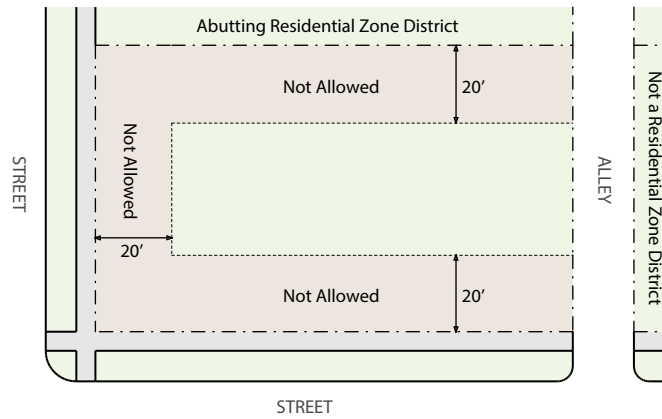 Abutting Residential Zone District
Not Allowed
20’
Not Allowed
20’
Not Allowed
20’
STREET
STREET
ALLEY
Not a Residential Zone District